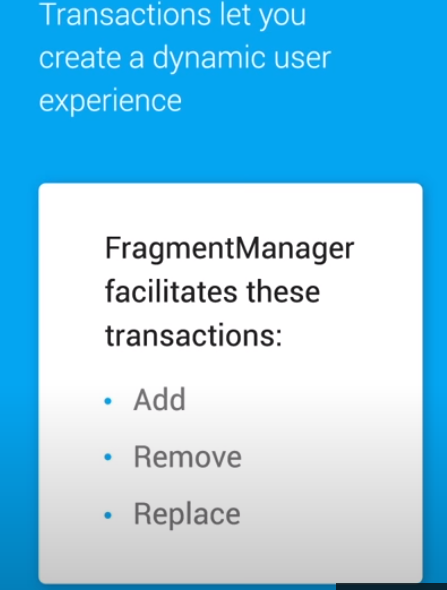 Transactions let you
create a dynamic user
experience
FragmentManager
facilitates these
transactions:
• Add
• Remove
• Replace